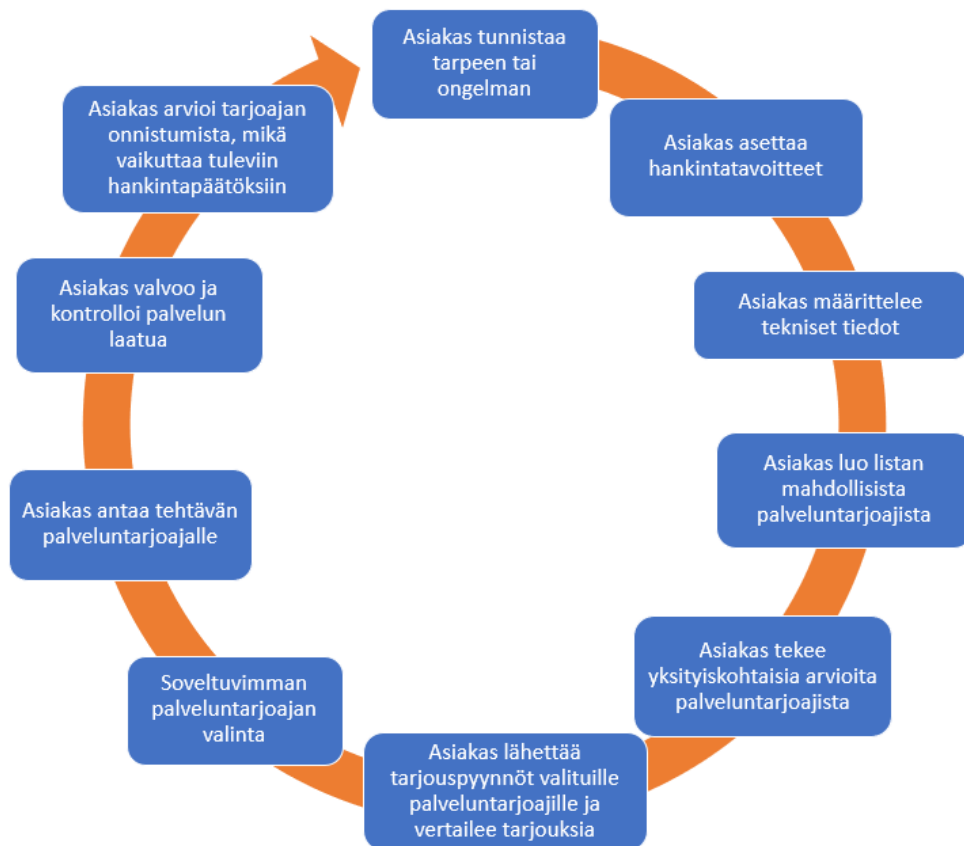 Asiakas tunnistaa
tarpeen tai
ongelman
Asiakas asettaa
hankintatavoitteet
Asiakas määrittelee
tekniset tiedot
Asiakas luo listan
mahdollisista
palveluntarjoajista
Asiakas tekee
yksityiskohtaisia arvioita
palveluntarjoajista
Asiakas lähettää
tarjouspyynnöt valituille
palveluntarjoajille ja
vertailee tarjouksia
Soveltuvimman
palveluntarjoajan
valinta
Asiakas antaa tehtävän
palveluntarjoajalle
Asiakas valvoo ja
kontrolloi palvelun
laatua
Asiakas arvioi tarjoajan
onnistumista, mikä
vaikuttaa tuleviin
hankintapäätöksiin